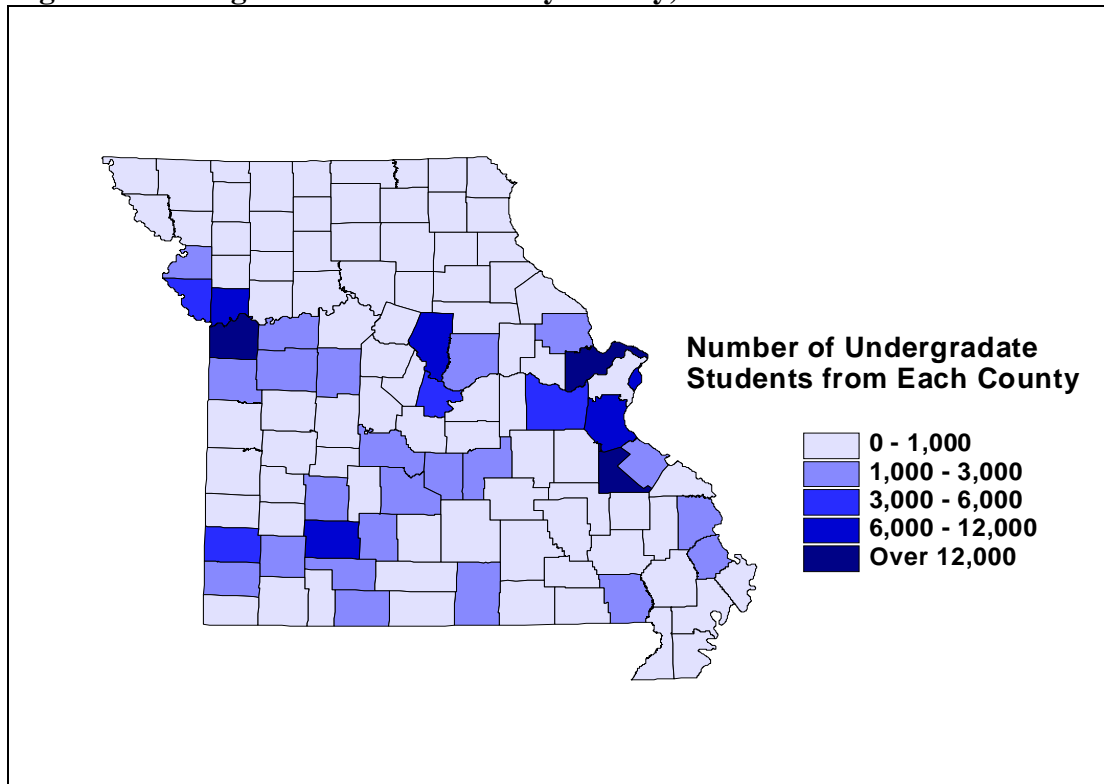 Number of Undergradate
Students from Each County
0 - 1,000
1,000 - 3,000
3,000 - 6,000
6,000 - 12,000
Over 12,000